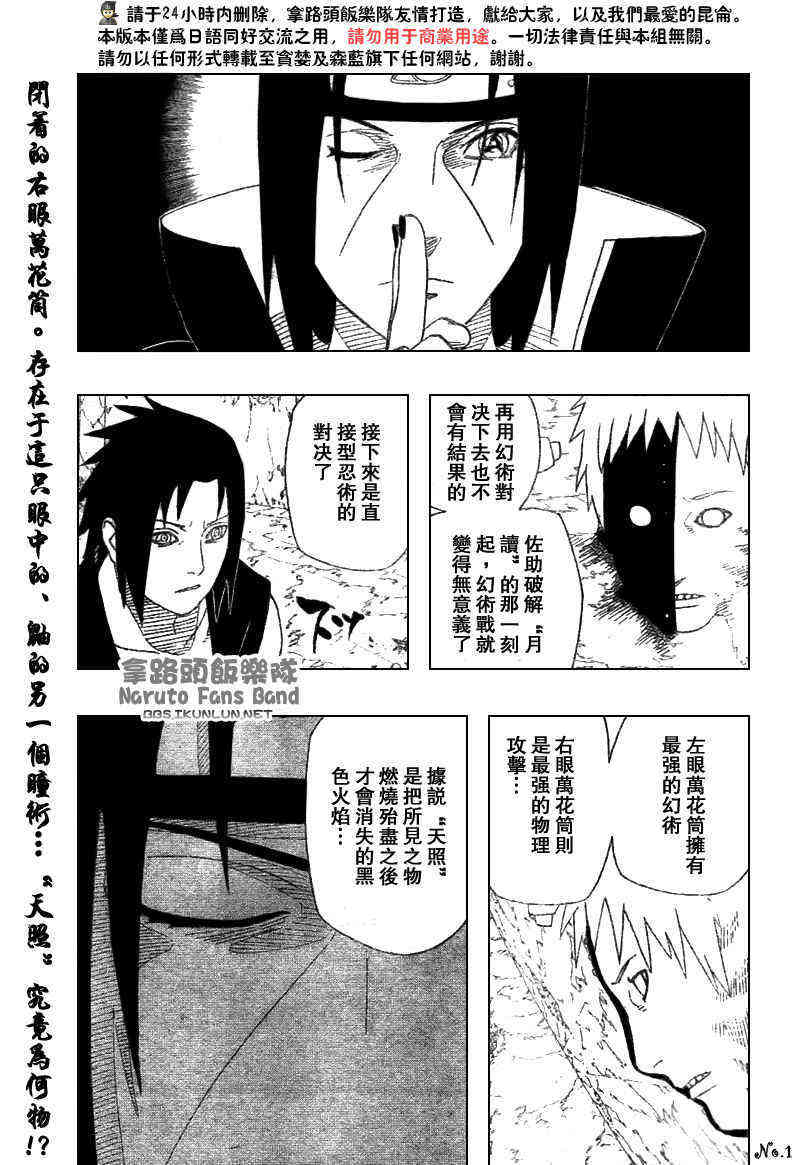 請于24小時内刪除，拿路頭飯樂隊友情打造，獻給大家，以及我們最愛的昆侖。
本版本僅爲日語同好交流之用，請勿用于商業用途。一切法律責任與本組無關。
請勿以任何形式轉載至貪婪及森藍旗下任何網站，謝謝。
閉着的右眼萬花筒。存在于這只眼中的、鼬的另一個瞳術…〝天照〟究竟為何物!?
再用幻術對
決下去也不
會有結果的
佐助破解〝月
讀〞的那一刻
起，幻術戰就
變得無意義了
接下來是直
接型忍術的
對决了
下ﾅ
拿路頭飯樂隊
Naruto Fans Band
BBS.IKUNLUN.NET
左眼萬花筒擁有
最强的幻術
右眼萬花筒則
是最强的物理
攻擊…
據説〝天照〞
是把所見之物
燃燒殆盡之後
才會消失的黑
色火焰…
No.1